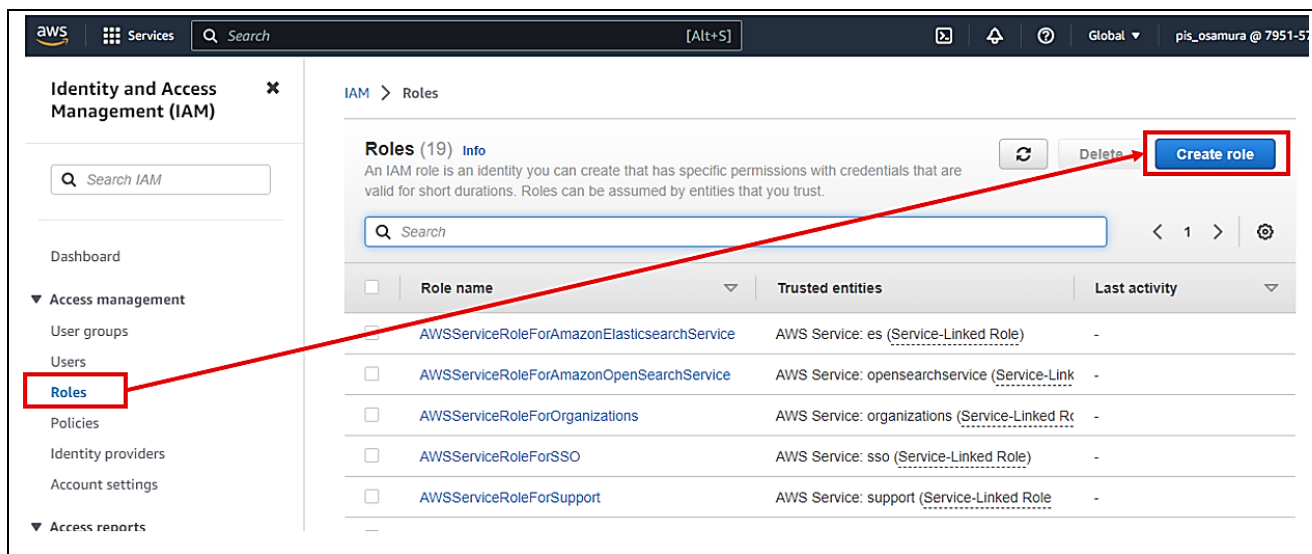 aws
Services
Search
[Alt+S]
Global
pis_osamura @ 7951-57
Identity and Access
Management (IAM)
Search IAM
Dashboard
Access management
User groups
Users
Roles
Policies
Identity providers
Account settings
Access reports
IAM > Roles
Roles (19) Info
An IAM role is an identity you can create that has specific permissions with credentials that are
valid for short durations. Roles can be assumed by entities that you trust.
Delete
Create role
Search
1
Role name Trusted entities Last activity
AWSServiceRoleForAmazonElasticsearchService AWS Service: es (Service-Linked Role) -
AWSServiceRoleForAmazonOpenSearchService AWS Service: opensearchservice (Service-Link -
AWSServiceRoleForOrganizations AWS Service: organizations (Service-Linked Ro -
AWSServiceRoleForSSO AWS Service: sso (Service-Linked Role) -
AWSServiceRoleForSupport AWS Service: support (Service-Linked Role -